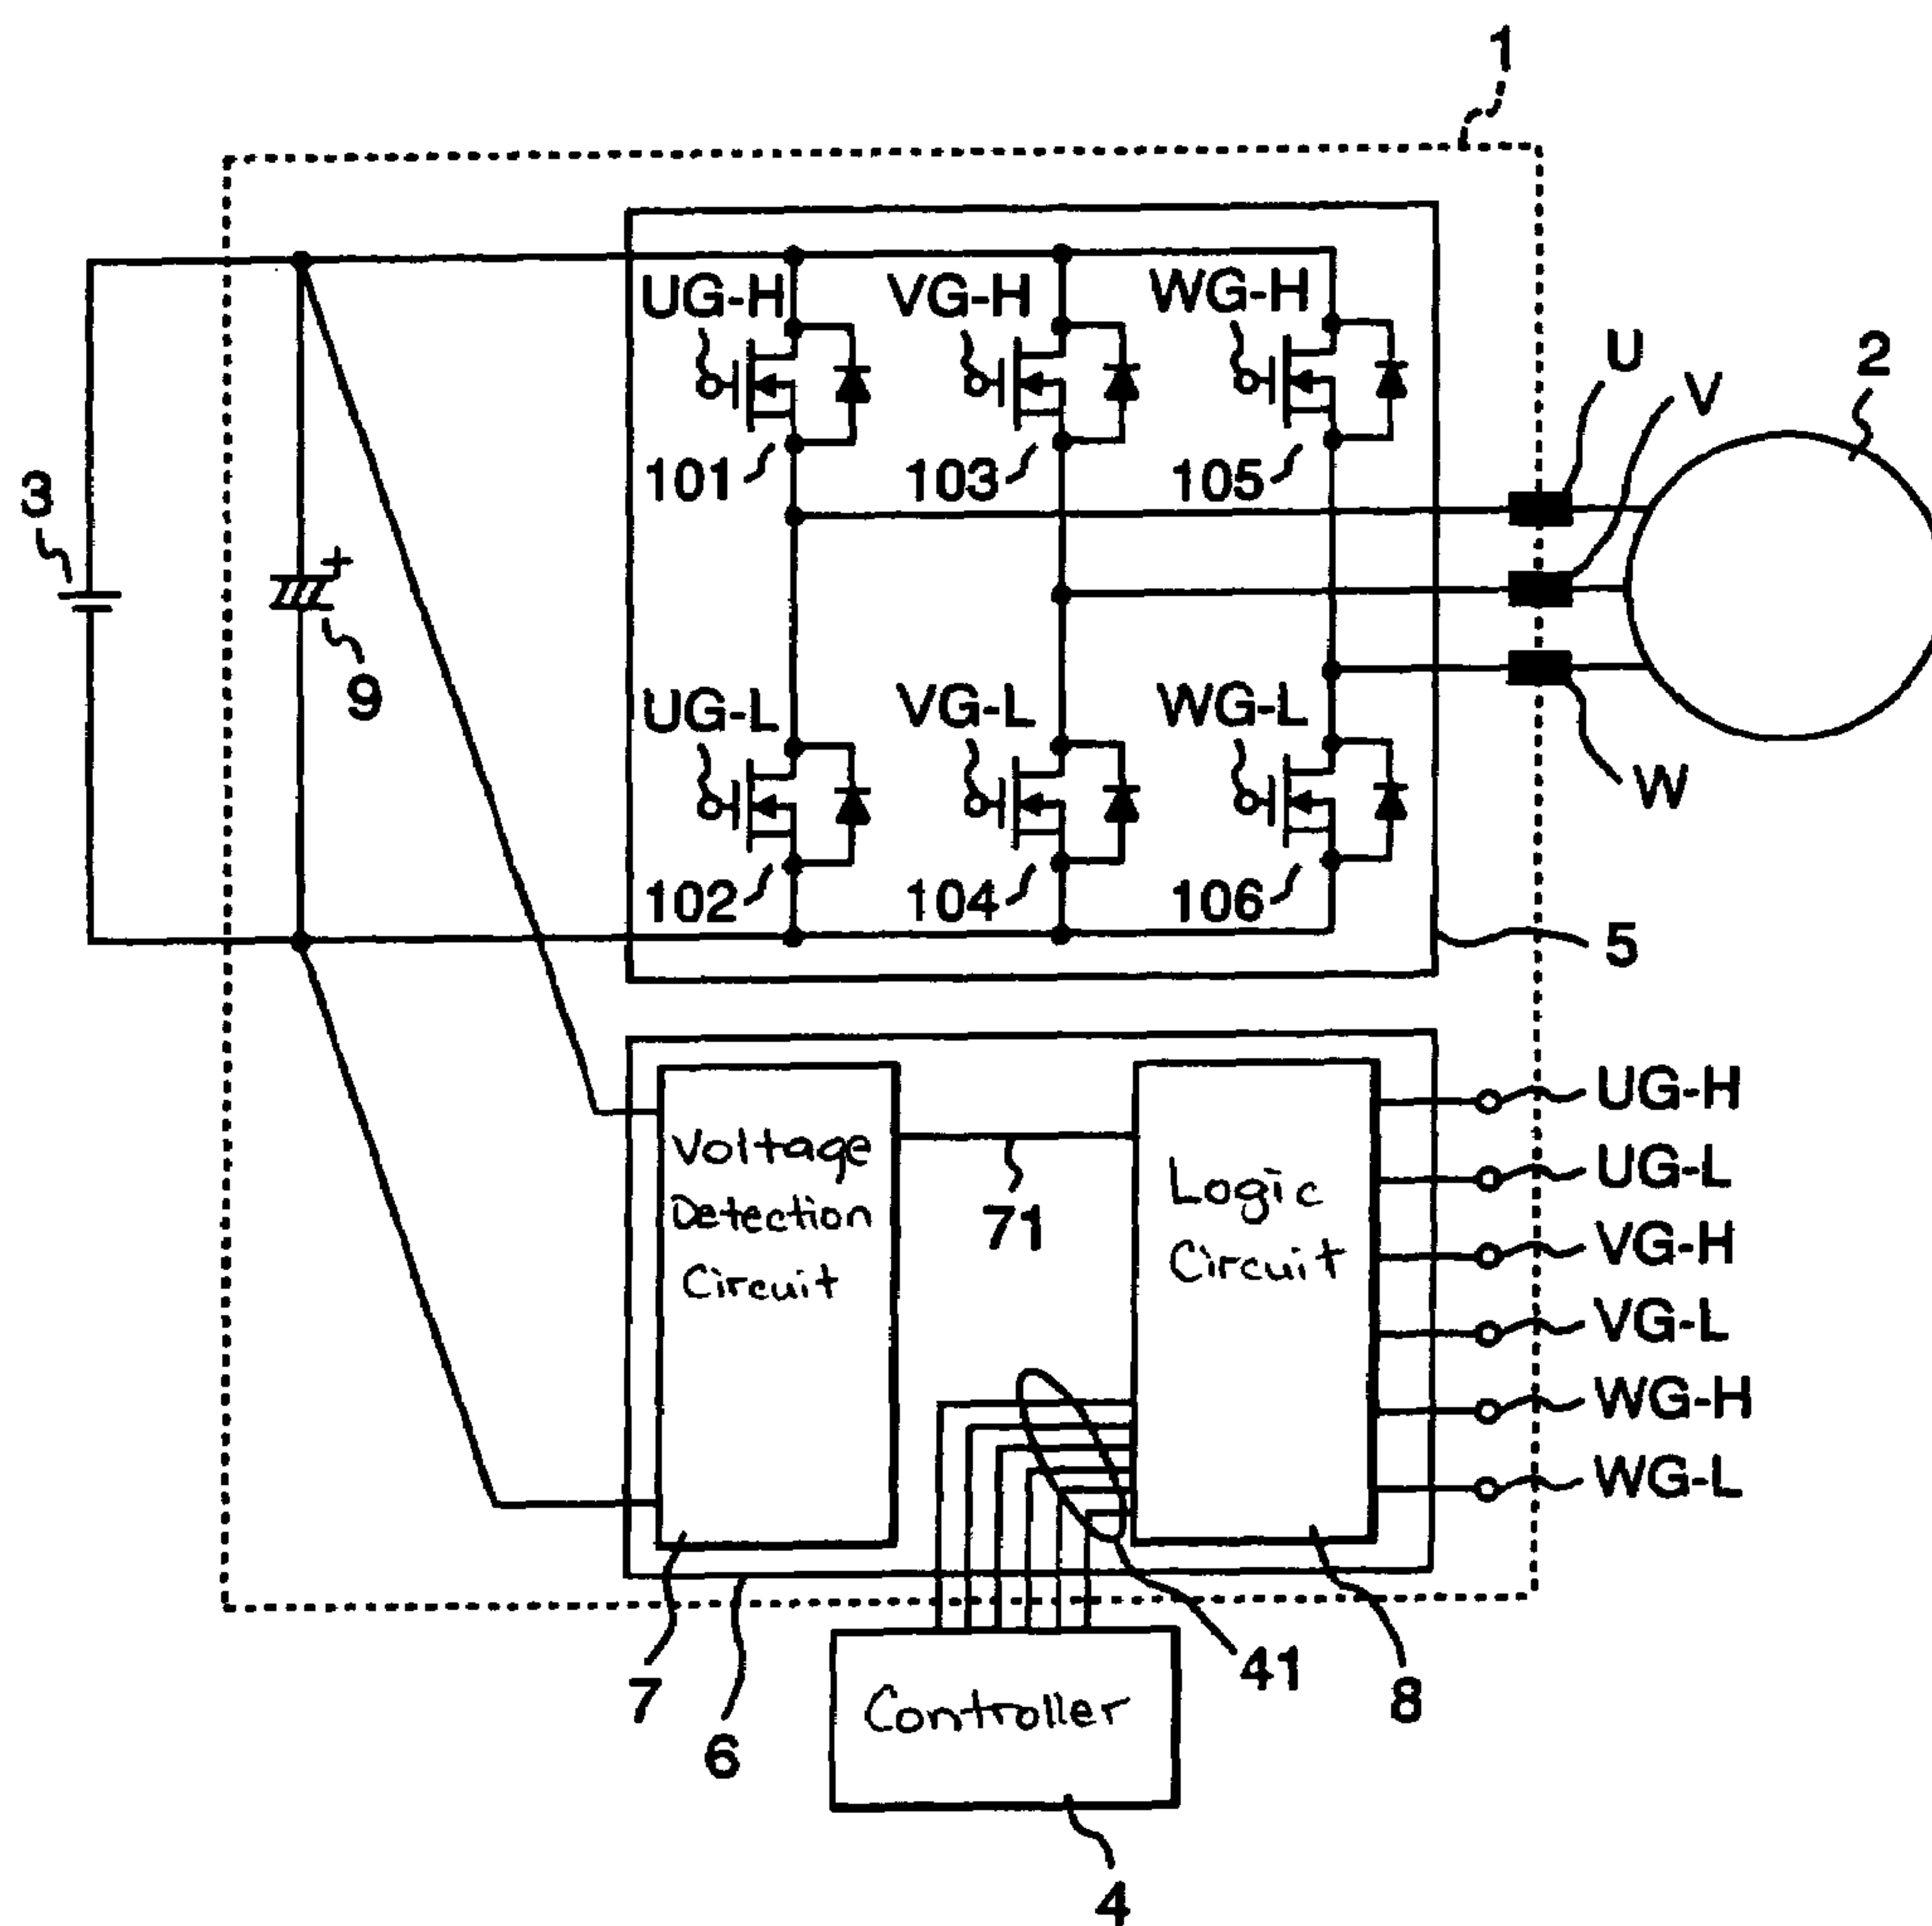 1
UG-H
VG-H
WG-H
U
V
2
101
103
105
3
+
9
UG-L
VG-L
WG-L
W
102
104
106
5
Voltage
Detection
Circuit
71
Logic
Circuit
UG-H
UG-L
VG-H
VG-L
WG-H
WG-L
7
6
41
8
Controller
4